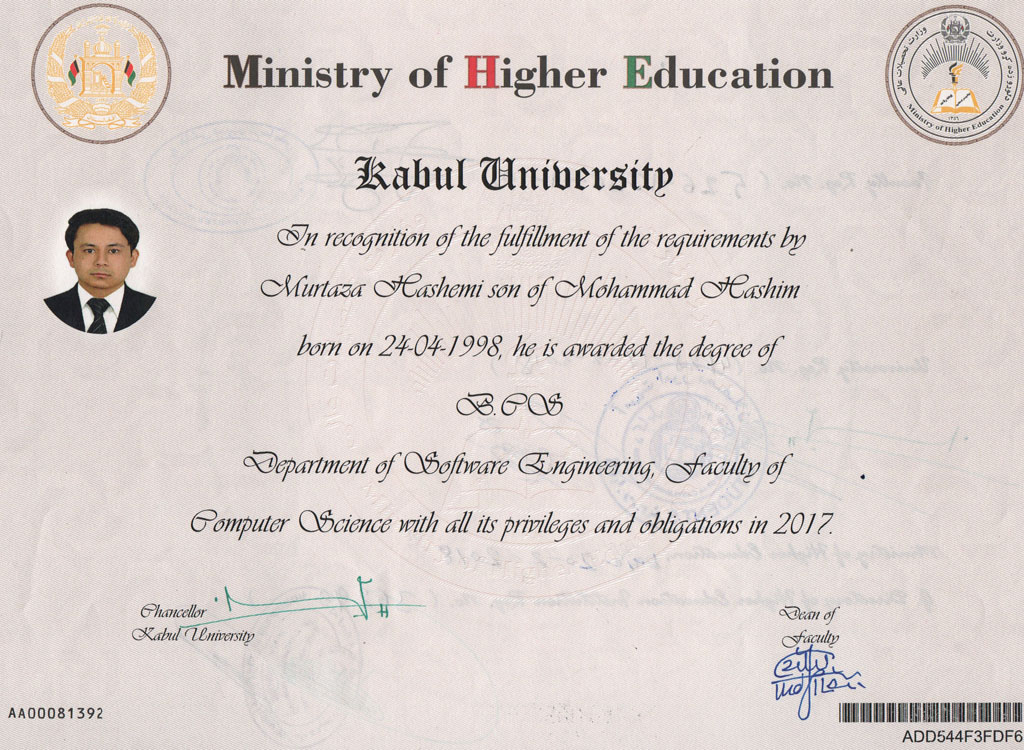 Ministry of Higher Education
وزارت تحصیلات عالی
Ministry of Higher Education
Kabul University
In recognition of the fulfillment of the requirements by
Murtaza Hashemi son of Mohammad Hashim
born on 24-04-1998, he is awarded the degree of
B.CS
Department of Software Engineering, Faculty of
Computer Science with all its privileges and obligations in 2017.
Chancellor
Kabul University
Dean of
Faculty
AA00081392
ADD544F3FDF6